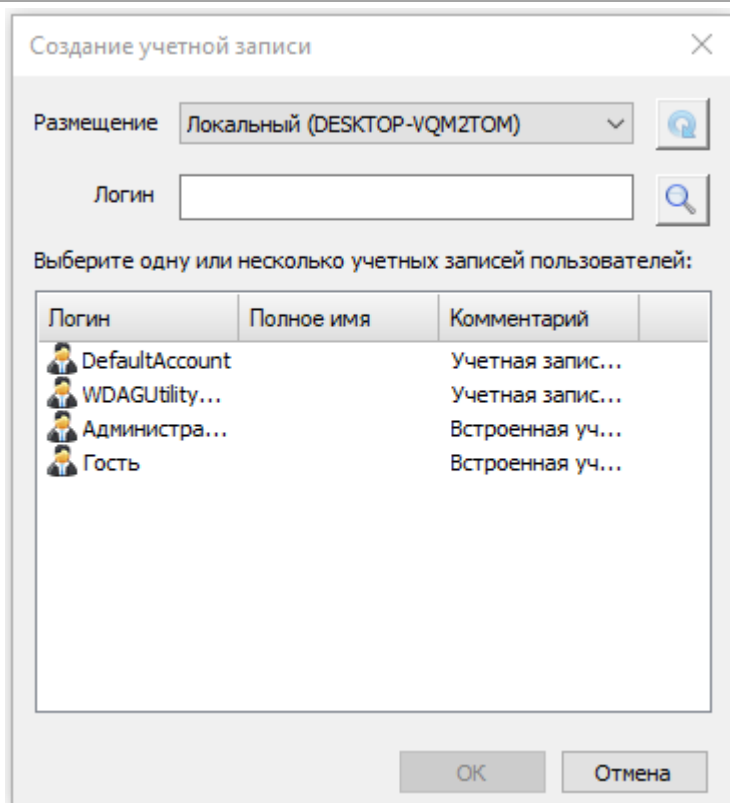 Создание учетной записи
Размещение Локальный (DESKTOP-VQM2TOM)
Логин
Выберите одну или несколько учетных записей пользователей:
Логин Полное имя Комментарий
DefaultAccount Учетная запис...
WDAGUtility... Учетная запис...
Администра... Встроенная уч...
Гость Встроенная уч...
OK Отмена